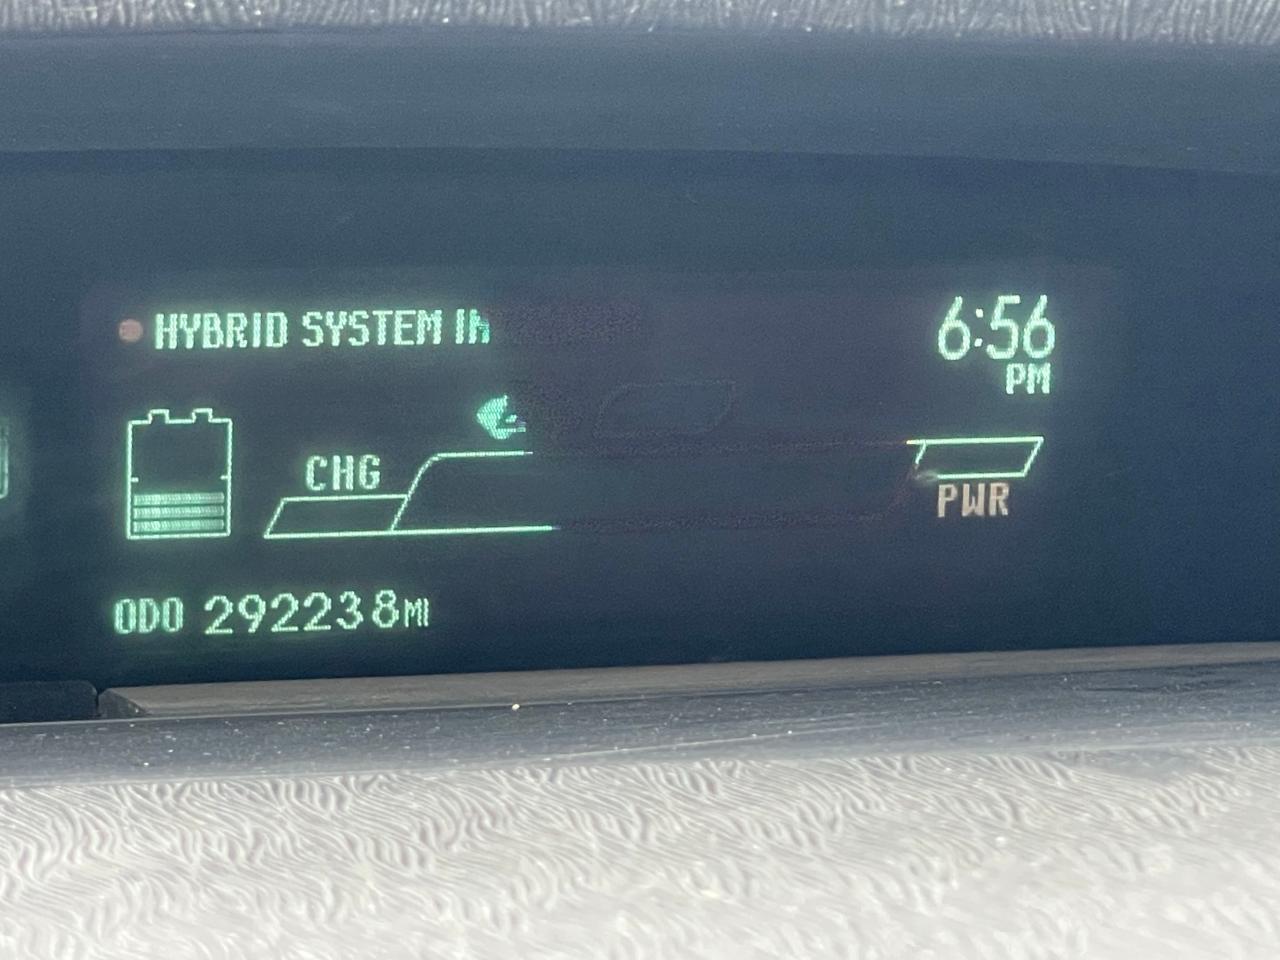 HYBRID SYSTEM IN
6:56
PM
CHG
PWR
ODO 292238MI